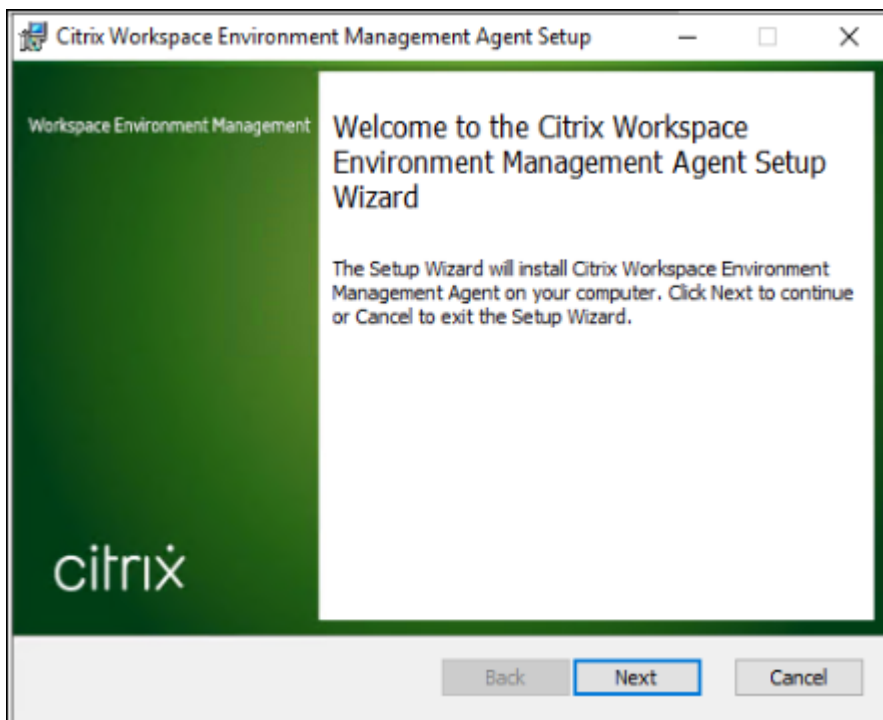 Citrix Workspace Environment Management Agent Setup
Workspace Environment Management
Welcome to the Citrix Workspace
Environment Management Agent Setup
Wizard
The Setup Wizard will install Citrix Workspace Environment
Management Agent on your computer. Click Next to continue
or Cancel to exit the Setup Wizard.
citrix
Back Next Cancel